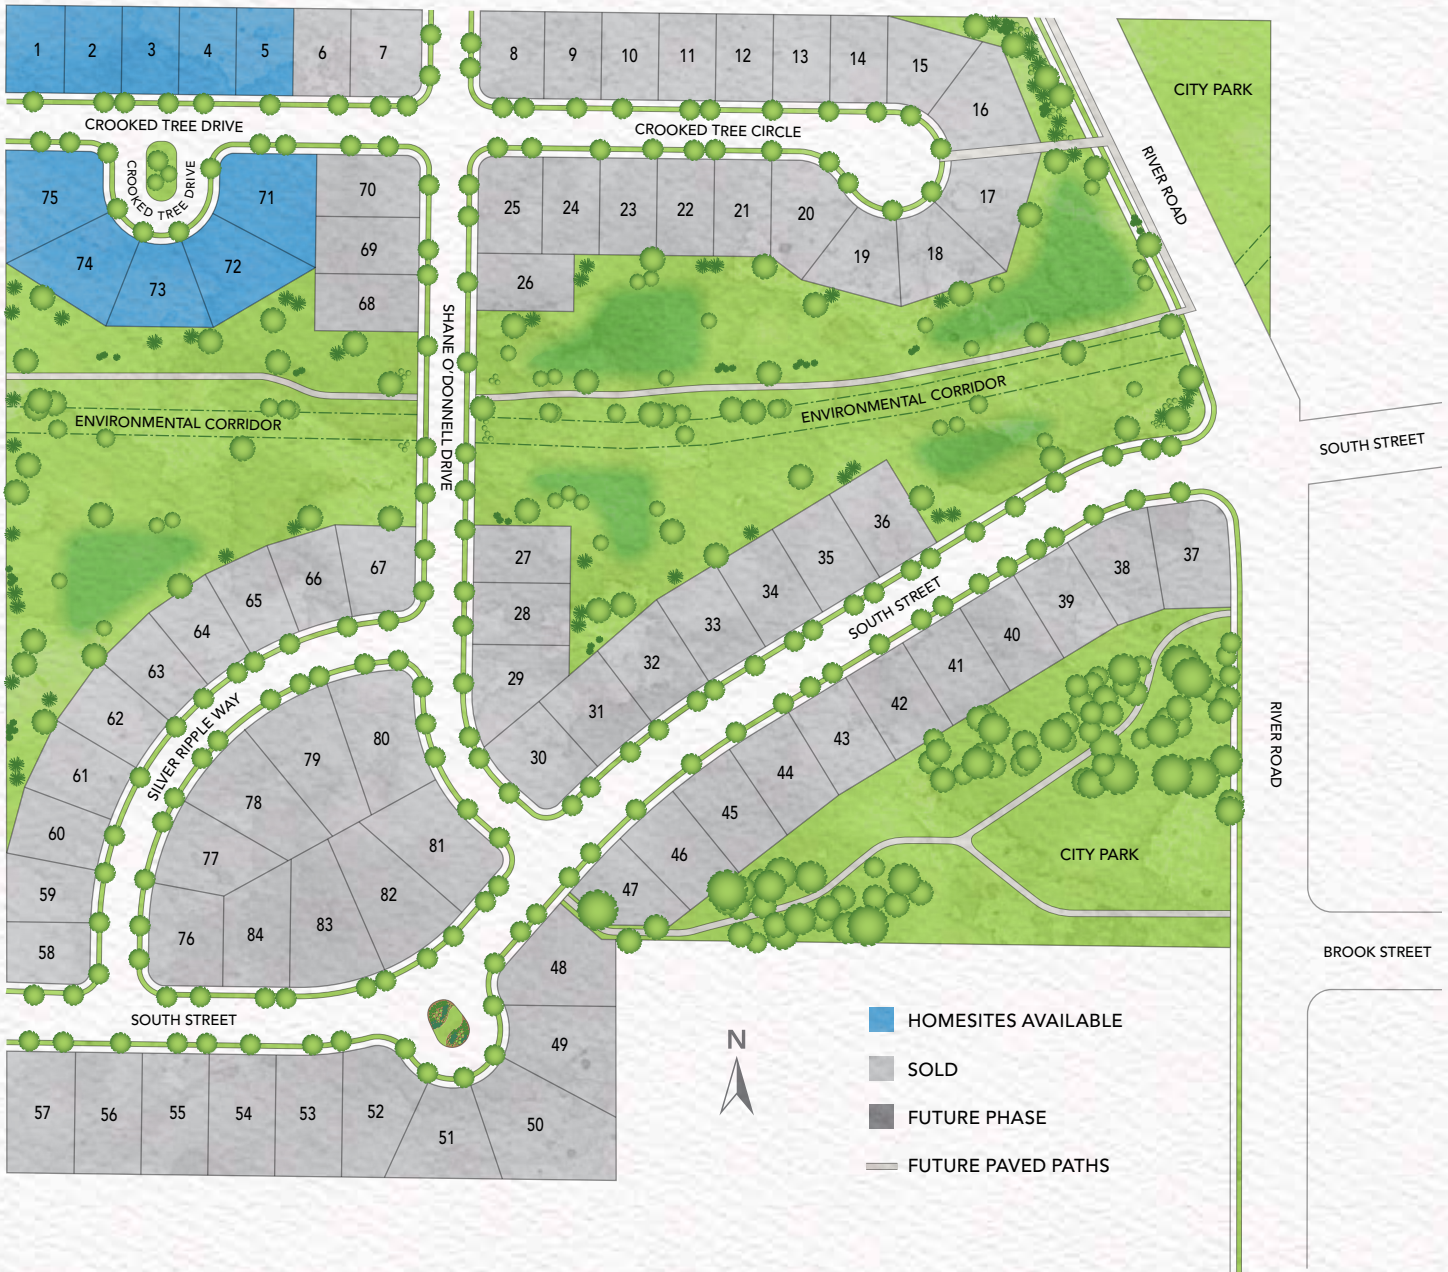 1 2 3 4 5 6 7 8 9 10 11 12 13 14 15
CITY PARK
16
CROOKED TREE DRIVE
CROOKED TREE CIRCLE
RIVER ROAD
CROOKED TREE DRIVE
75 71 70 25 24 23 22 21 20 17
74 72 69 19 18
73 68 26
SHANE O'DONNELL DRIVE
ENVIRONMENTAL CORRIDOR
ENVIRONMENTAL CORRIDOR
SOUTH STREET
67 66 65 64 63 62 61 60 59 58
27
28
29
30 31 32 33 34 35 36
SOUTH STREET
37 38 39 40 41 42 43 44 45 46 47
SILVER RIPPLE WAY
80
79
78
77
76 84 83 82 81
RIVER ROAD
CITY PARK
BROOK STREET
SOUTH STREET
48
49
57 56 55 54 53 52 51 50
N
HOMESITES AVAILABLE
SOLD
FUTURE PHASE
FUTURE PAVED PATHS